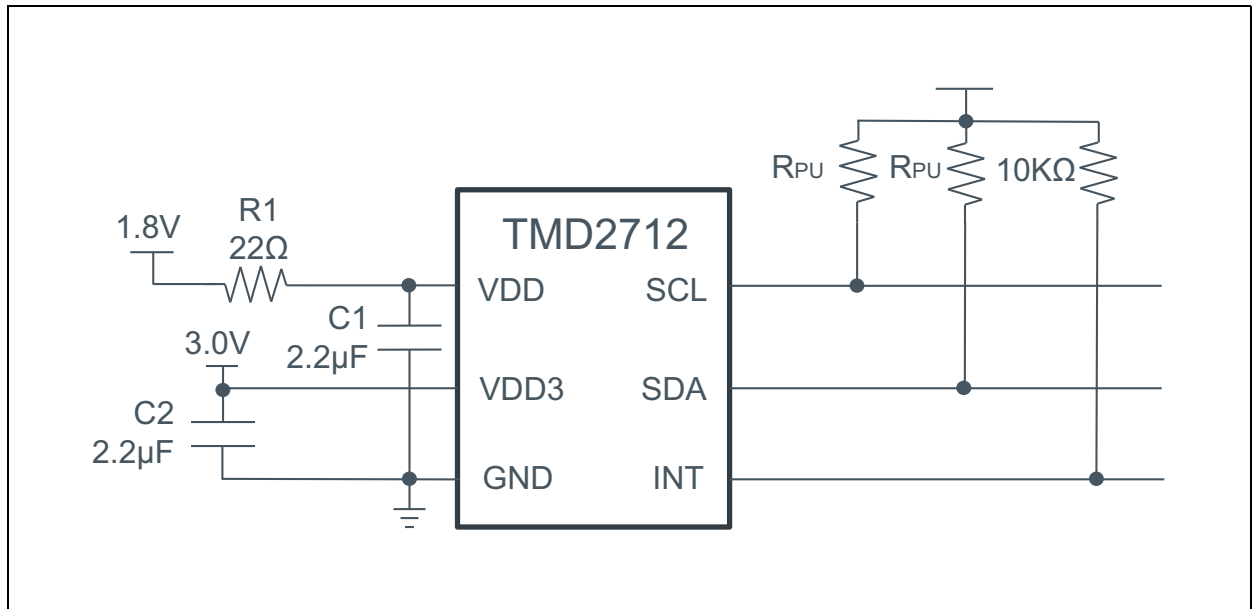 RPU
RPU
10KΩ
R1
22Ω
1.8V
TMD2712
VDD
SCL
C1
2.2µF
3.0V
VDD3
SDA
C2
2.2µF
GND
INT